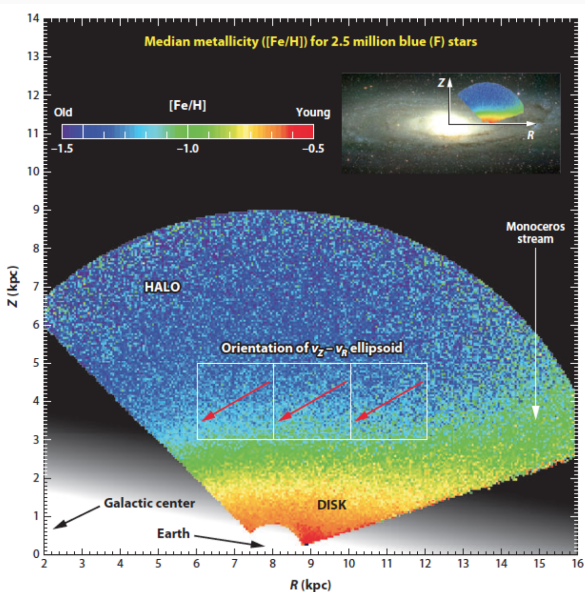 Median metallicity ([Fe/H]) for 2.5 million blue (F) stars
Old
[Fe/H]
Young
–1.5
–1.0
–0.5
Z
R
Monoceros
stream
HALO
Orientation of vZ – vR ellipsoid
DISK
Galactic center
Earth
Z (kpc)
14
13
12
11
10
9
8
7
6
5
4
3
2
1
0
2
3
4
5
6
7
8
9
10
11
12
13
14
15
16
R (kpc)